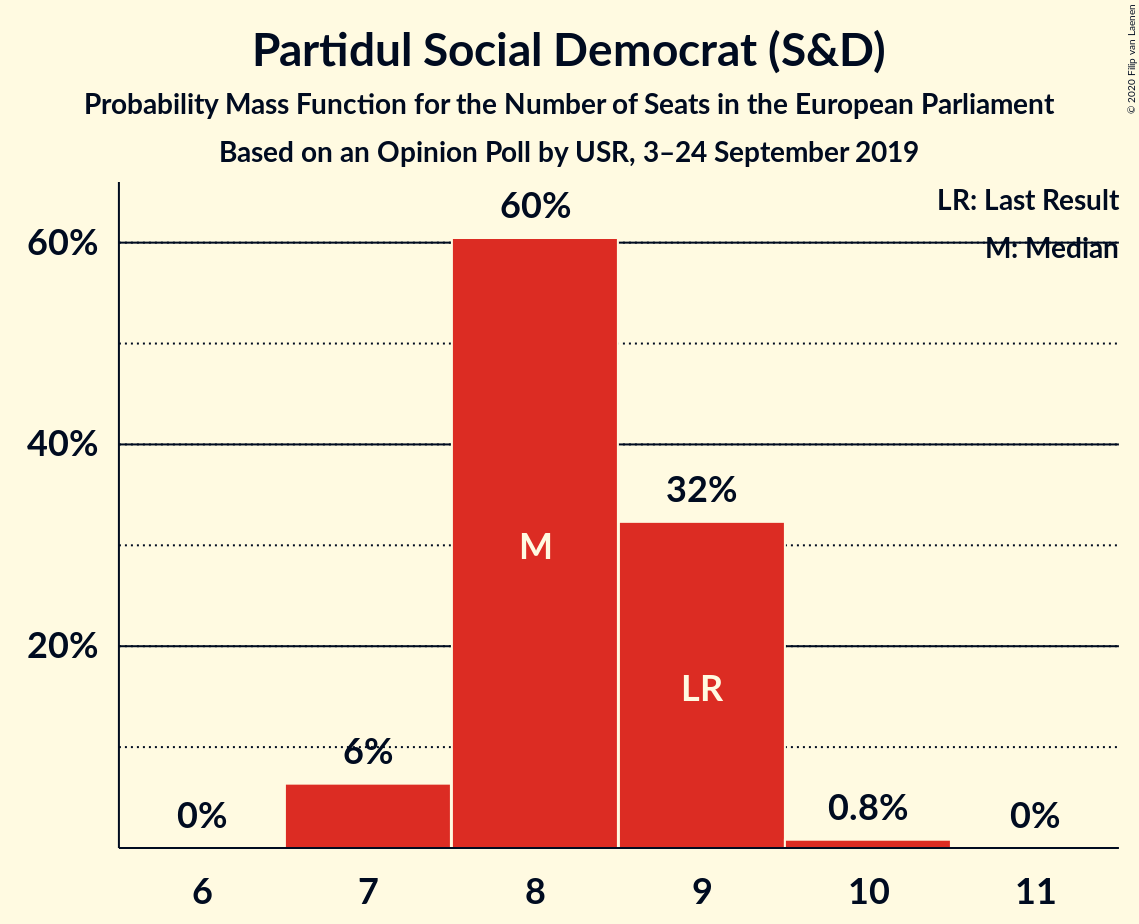 Partidul Social Democrat (S&D)
Probability Mass Function for the Number of Seats in the European Parliament
Based on an Opinion Poll by USR, 3–24 September 2019
© 2020 Filip van Laenen
LR: Last Result
M: Median
60%
40%
20%
0%
6%
60%
32%
0.8%
0%
M
LR
6
7
8
9
10
11